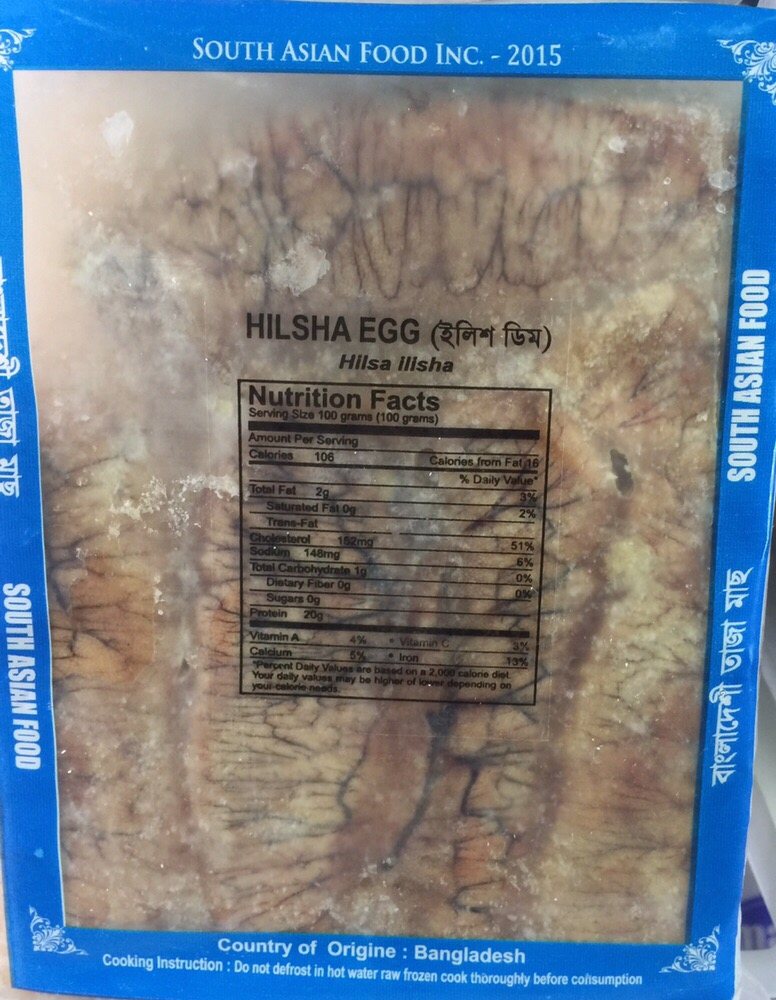 SOUTH ASIAN FOOD INC. - 2015
HILSHA EGG (ইলিশ ডিম)
Hilsa ilisha
Nutrition Facts
Serving Size 100 grams (100 grams)
Amount Per Serving
Calories 106 Calories from Fat 16
% Daily Value*
Total Fat 2g 3%
Saturated Fat 0g 2%
Trans-Fat
Cholesterol 152mg 51%
Sodium 148mg 6%
Total Carbohydrate 1g 0%
Dietary Fiber 0g 0%
Sugars 0g
Protein 20g
Vitamin A 4% • Vitamin C 3%
Calcium 5% • Iron 13%
*Percent Daily Values are based on a 2,000 calorie diet.
Your daily values may be higher of lower depending on
your calorie needs.
SOUTH ASIAN FOOD
বাংলাদেশী তাজা মাছ
তাজা মাছ
SOUTH ASIAN FOOD
Country of Origine : Bangladesh
Cooking Instruction : Do not defrost in hot water raw frozen cook thoroughly before consumption